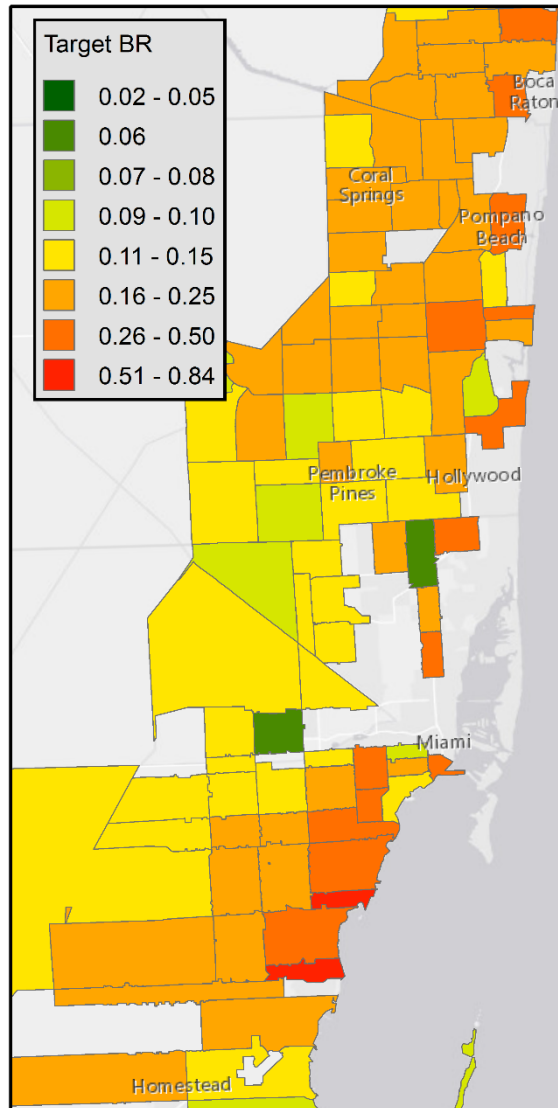 Target BR
0.02 - 0.05
0.06
0.07 - 0.08
0.09 - 0.10
0.11 - 0.15
0.16 - 0.25
0.26 - 0.50
0.51 - 0.84
Boca
Raton
Coral
Springs
Pompano
Beach
Pembroke
Pines
Hollywood
Miami
Homestead